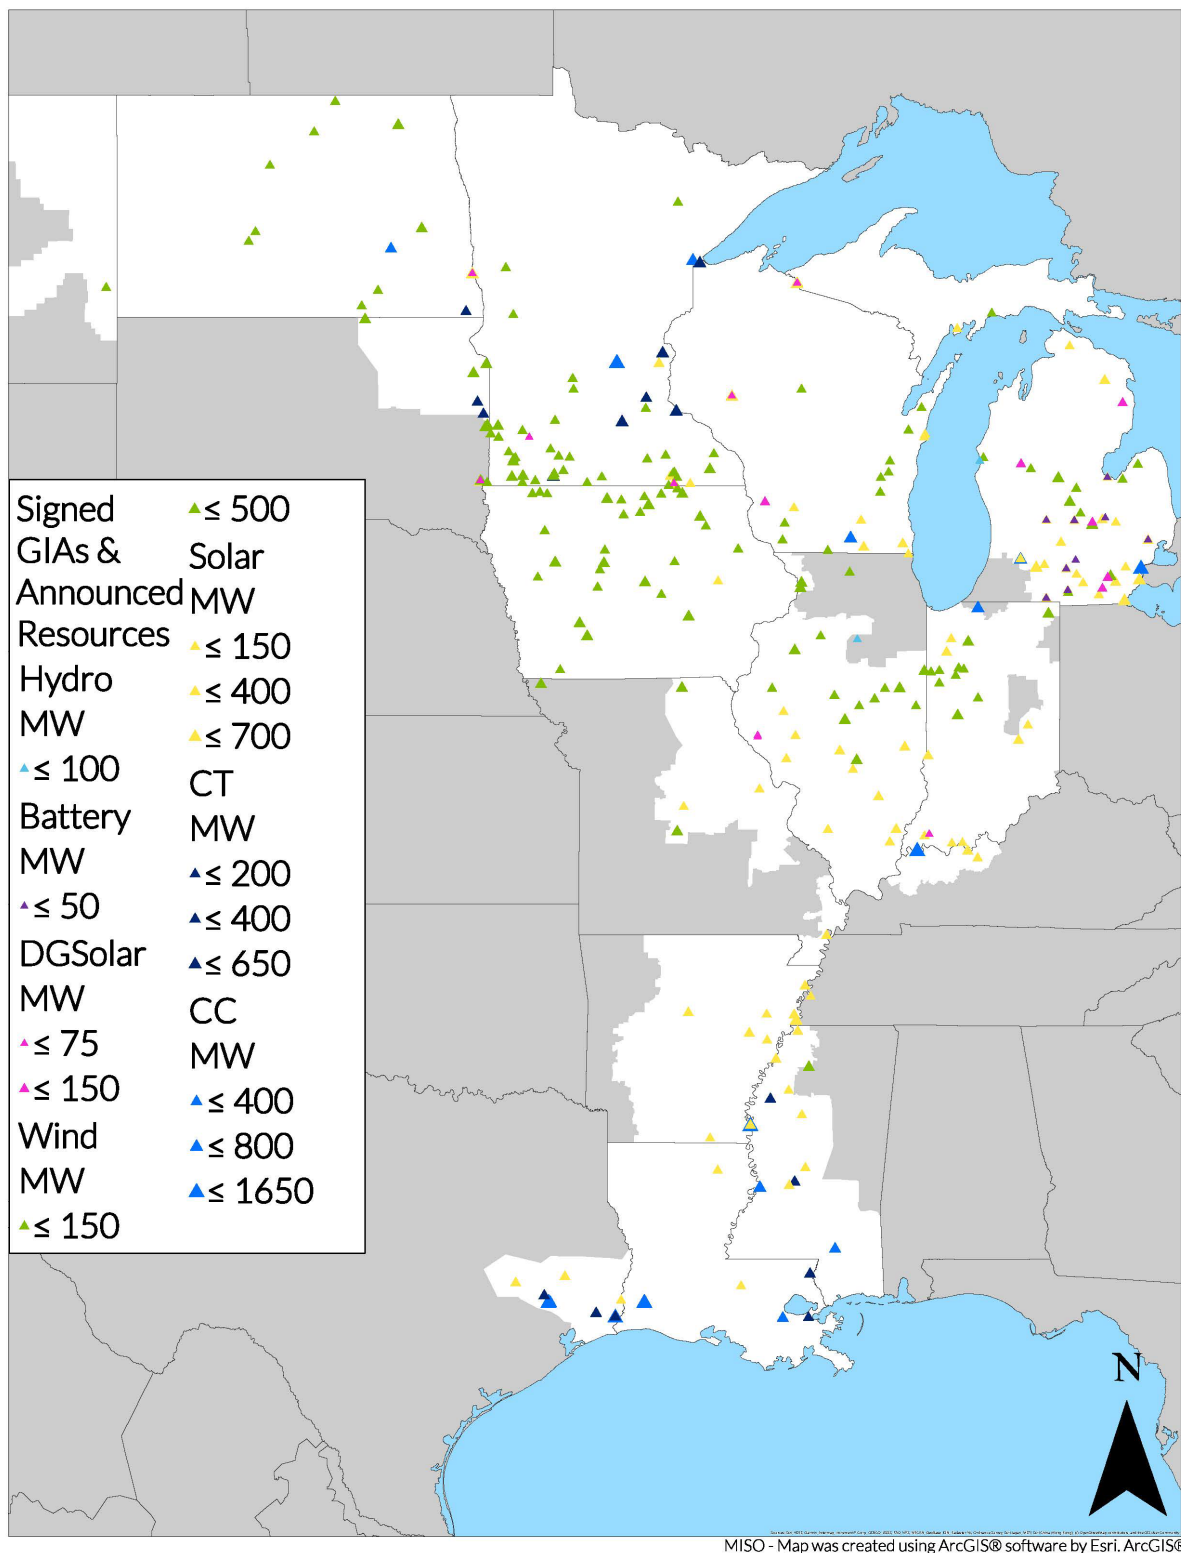 Signed
GIAs &
Announced
Resources
Hydro
MW
≤ 100
Battery
MW
≤ 50
DGSolar
MW
≤ 75
≤ 150
Wind
MW
≤ 150
≤ 500
Solar
MW
≤ 150
≤ 400
≤ 700
CT
MW
≤ 200
≤ 400
≤ 650
CC
MW
≤ 400
≤ 800
≤ 1650
N
MISO - Map was created using ArcGIS® software by Esri. ArcGIS®